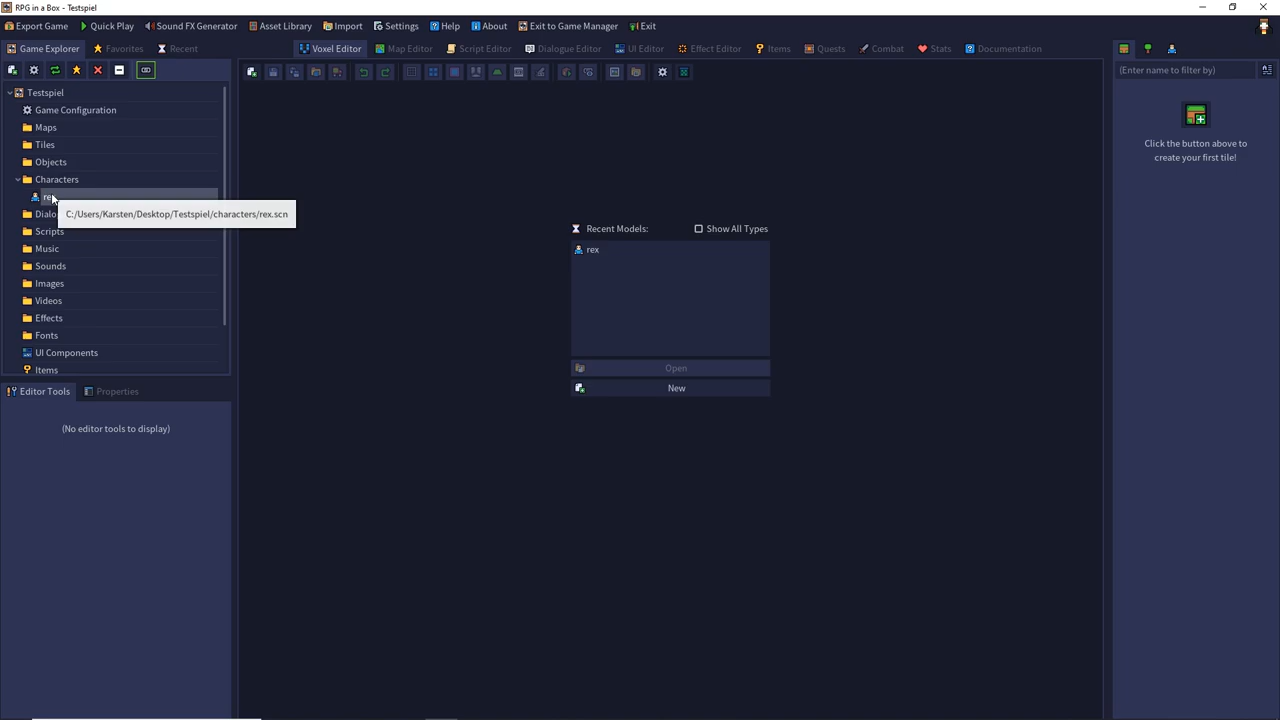 RPG in a Box - Testspiel
Export Game Quick Play Sound FX Generator Asset Library Import Settings Help About Exit to Game Manager Exit
Game Explorer Favorites Recent Voxel Editor Map Editor Script Editor Dialogue Editor UI Editor Effect Editor Items Quests Combat Stats Documentation
(Enter name to filter by)
Testspiel
Game Configuration
Maps
Tiles
Objects
Characters
C:/Users/Karsten/Desktop/Testspiel/characters/rex.scn
Scripts
Music
Sounds
Images
Videos
Effects
Fonts
UI Components
Items
Editor Tools Properties
(No editor tools to display)
Recent Models: Show All Types
rex
Open
New
Click the button above to
create your first tile!